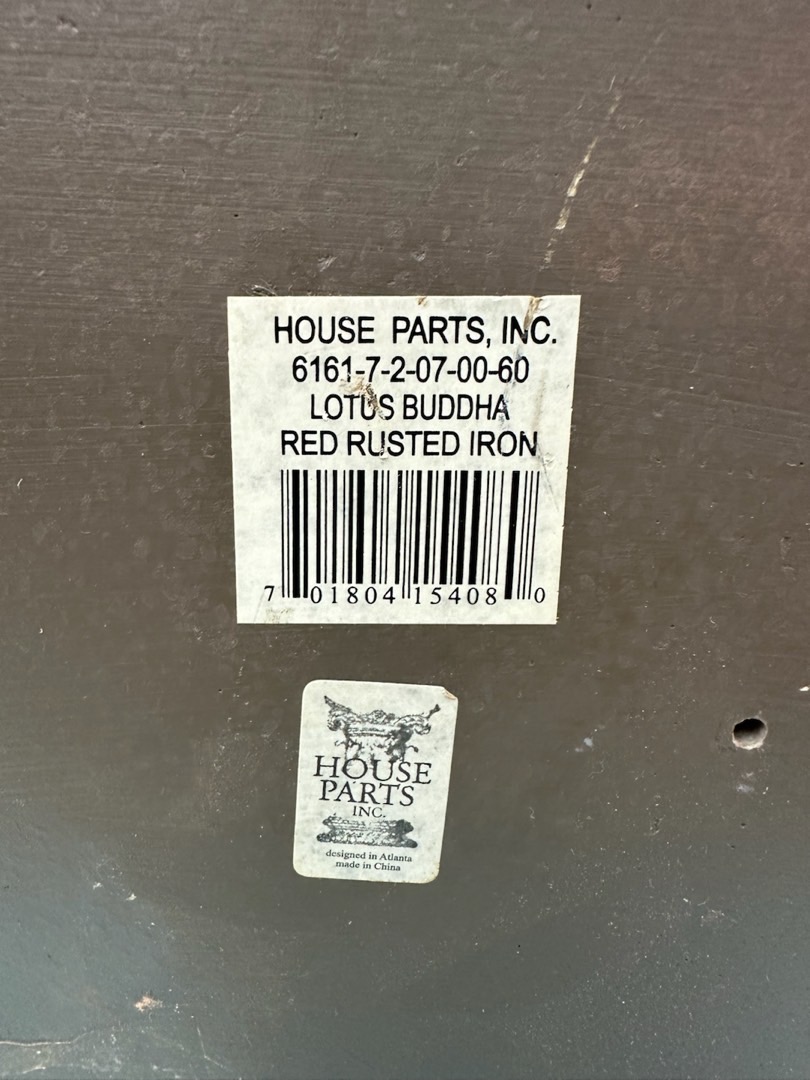 HOUSE PARTS, INC.
6161-7-2-07-00-60
LOTUS BUDDHA
RED RUSTED IRON
7 01804 15408 0
HOUSE
PARTS
INC.
designed in Atlanta
made in China